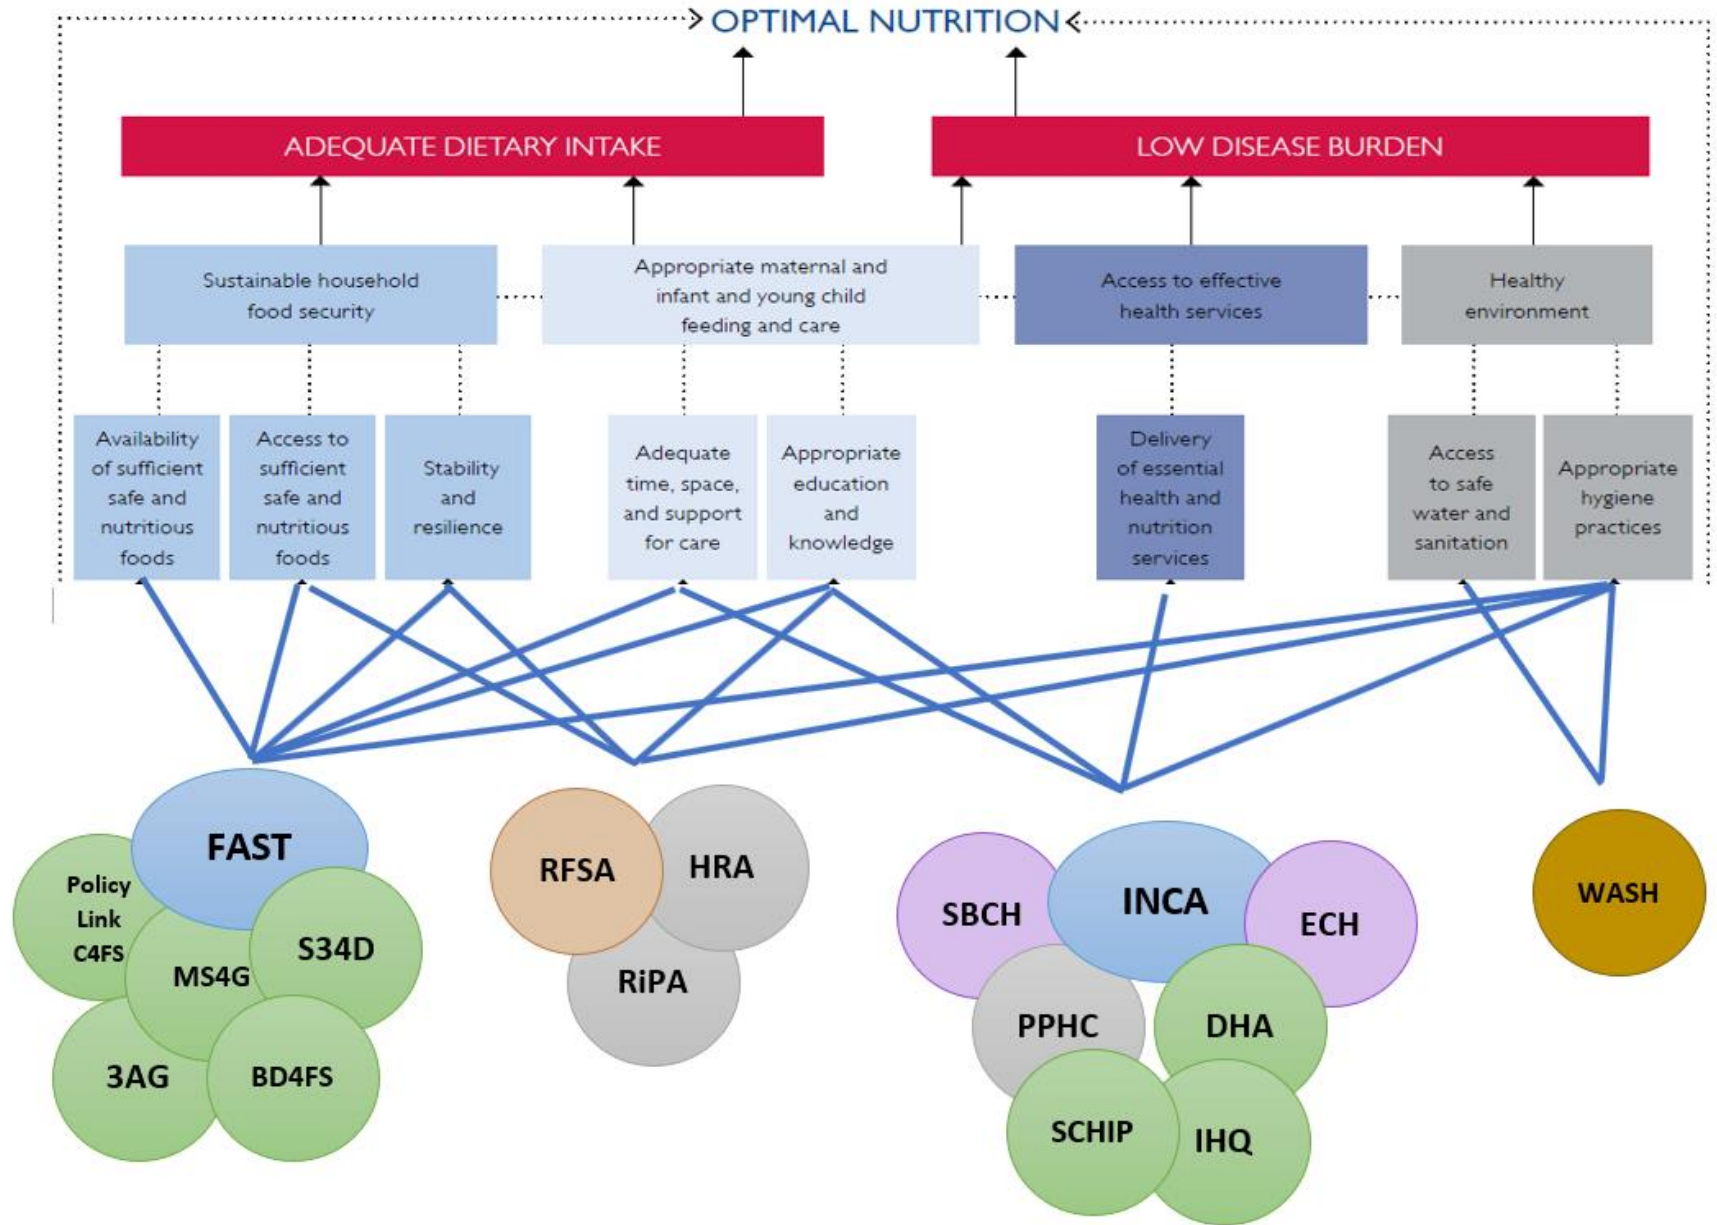 OPTIMAL NUTRITION
ADEQUATE DIETARY INTAKE
LOW DISEASE BURDEN
Sustainable household
food security
Appropriate maternal and
infant and young child
feeding and care
Access to effective
health services
Healthy
environment
Availability
of sufficient
safe and
nutritious
foods
Access to
sufficient
safe and
nutritious
foods
Stability
and
resilience
Adequate
time, space,
and support
for care
Appropriate
education
and
knowledge
Delivery
of essential
health and
nutrition
services
Access
to safe
water and
sanitation
Appropriate
hygiene
practices
FAST
Policy
Link
C4FS
MS4G
S34D
3AG
BD4FS
RFSA
HRA
RiPA
SBCH
INCA
ECH
PPHC
DHA
SCHIP
IHQ
WASH